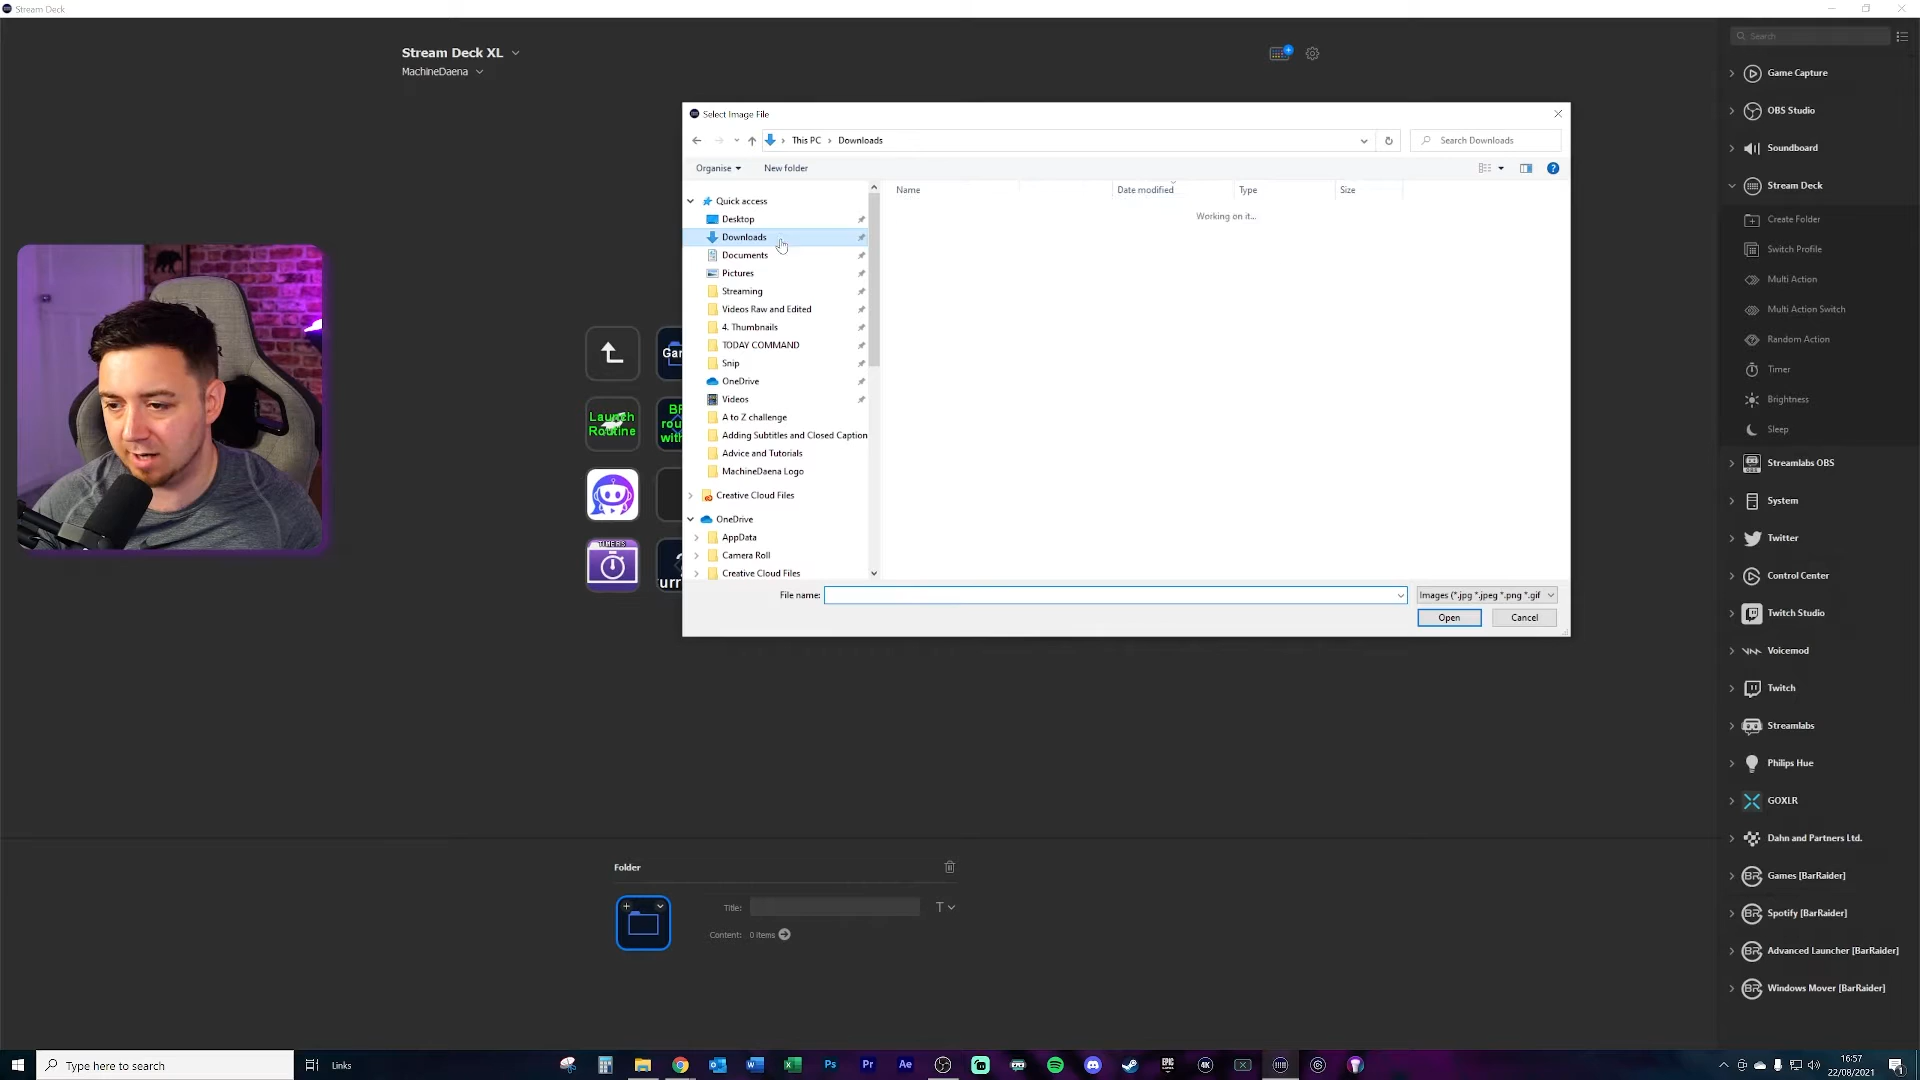 Stream Deck
Stream Deck XL
MachineDaena
Search
Game Capture
OBS Studio
Soundboard
Stream Deck
Create Folder
Switch Profile
Multi Action
Multi Action Switch
Random Action
Timer
Brightness
Sleep
Streamlabs OBS
System
Twitter
Control Center
Twitch Studio
Voicemod
Twitch
Streamlabs
Philips Hue
GOXLR
Dahn and Partners Ltd.
Games [BarRaider]
Spotify [BarRaider]
Advanced Launcher [BarRaider]
Windows Mover [BarRaider]
Select Image File
This PC > Downloads
Search Downloads
Organise
New folder
Name
Date modified
Type
Size
Working on it...
Quick access
Desktop
Downloads
Documents
Pictures
Streaming
Videos Raw and Edited
4. Thumbnails
TODAY COMMAND
Snip
OneDrive
Videos
A to Z challenge
Adding Subtitles and Closed Caption
Advice and Tutorials
MachineDaena Logo
Creative Cloud Files
OneDrive
AppData
Camera Roll
Creative Cloud Files
File name:
Images (*.jpg *.jpeg *.png *.gif
Open
Cancel
Launch
Routine
TIMERS
Folder
Title:
T
Content: 0 items
Type here to search
Links
Ps
Pr
Ae
16:57
22/08/2021